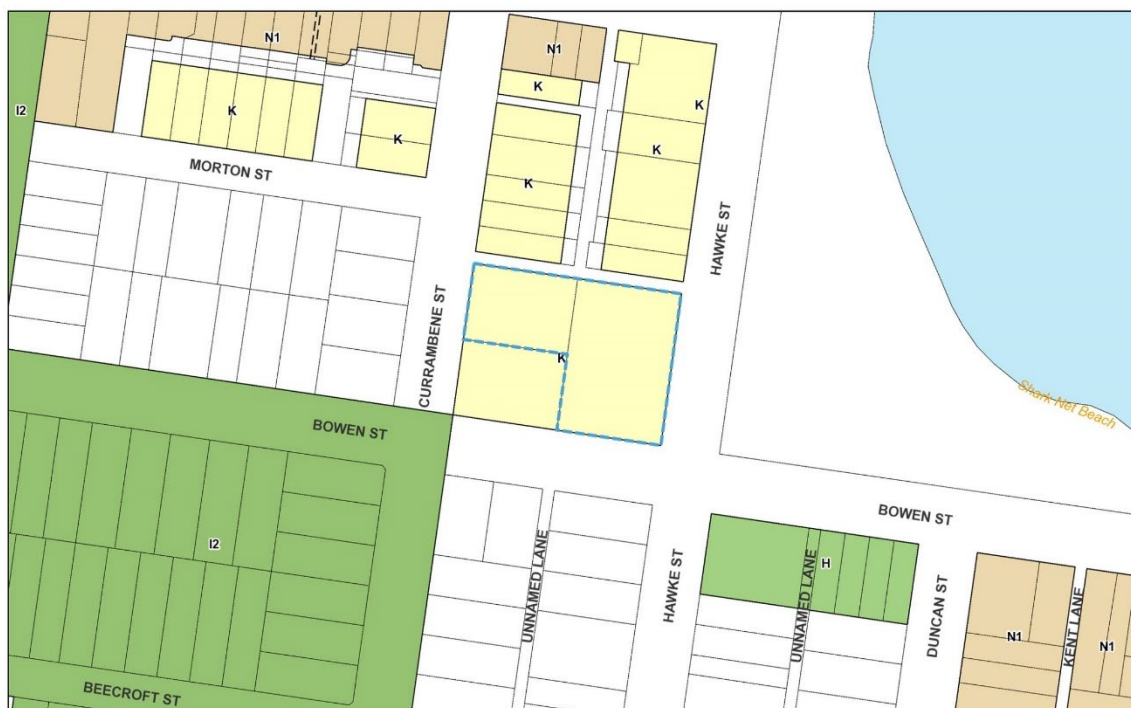 N1
N1
K
K
I2
K
K
K
MORTON ST
K
HAWKE ST
CURRAMBENE ST
K
Shark Net Beach
BOWEN ST
BOWEN ST
I2
UNNAMED LANE
HAWKE ST
UNNAMED LANE
H
DUNCAN ST
N1
KENT LANE
N1
BEECROFT ST